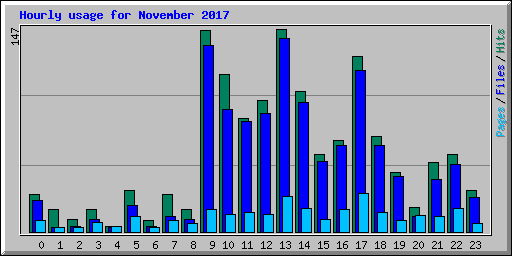 Hourly usage for November 2017
147
Pages / Files / Hits
0 1 2 3 4 5 6 7 8 9 10 11 12 13 14 15 16 17 18 19 20 21 22 23